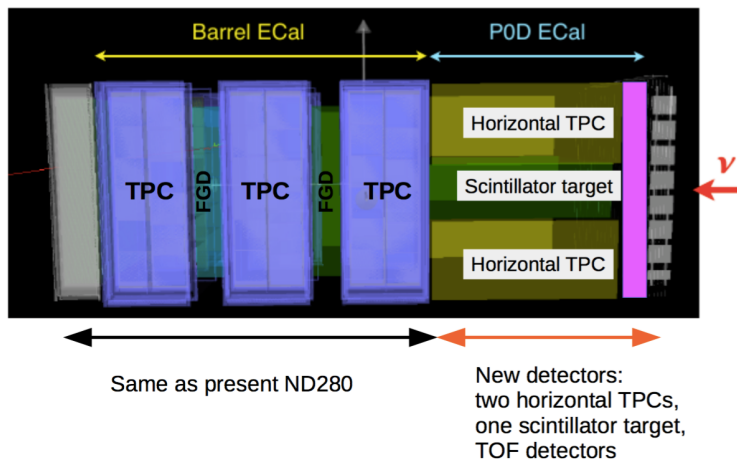 Barrel ECal
P0D ECal
Horizontal TPC
TPC
FGD
TPC
FGD
TPC
Scintillator target
ν
Horizontal TPC
Same as present ND280
New detectors:
two horizontal TPCs,
one scintillator target,
TOF detectors